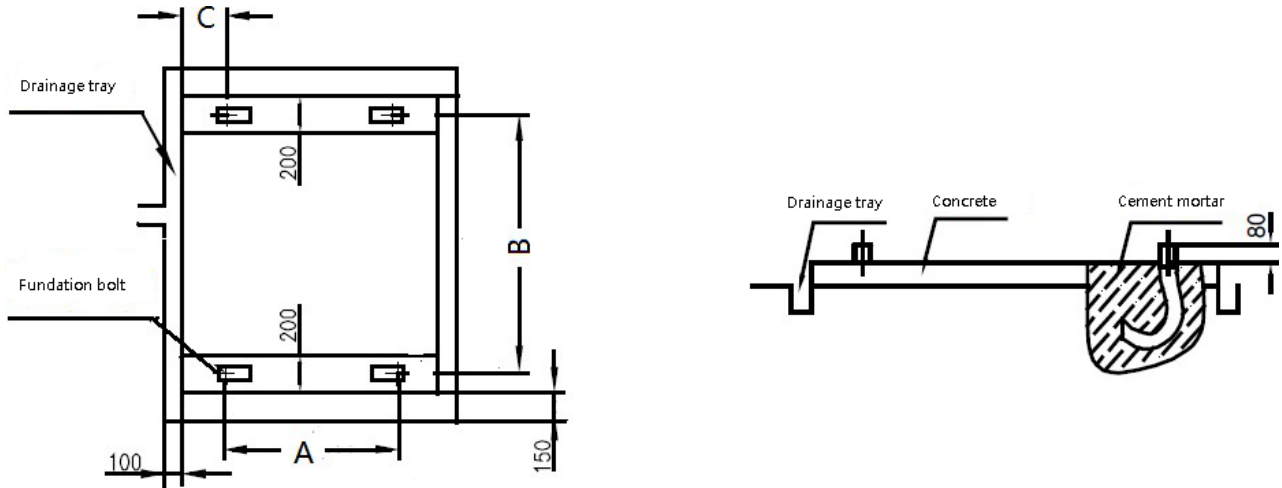 C
Drainage tray
200
B
Fundation bolt
200
A
100
150
Drainage tray
Concrete
Cement mortar
80